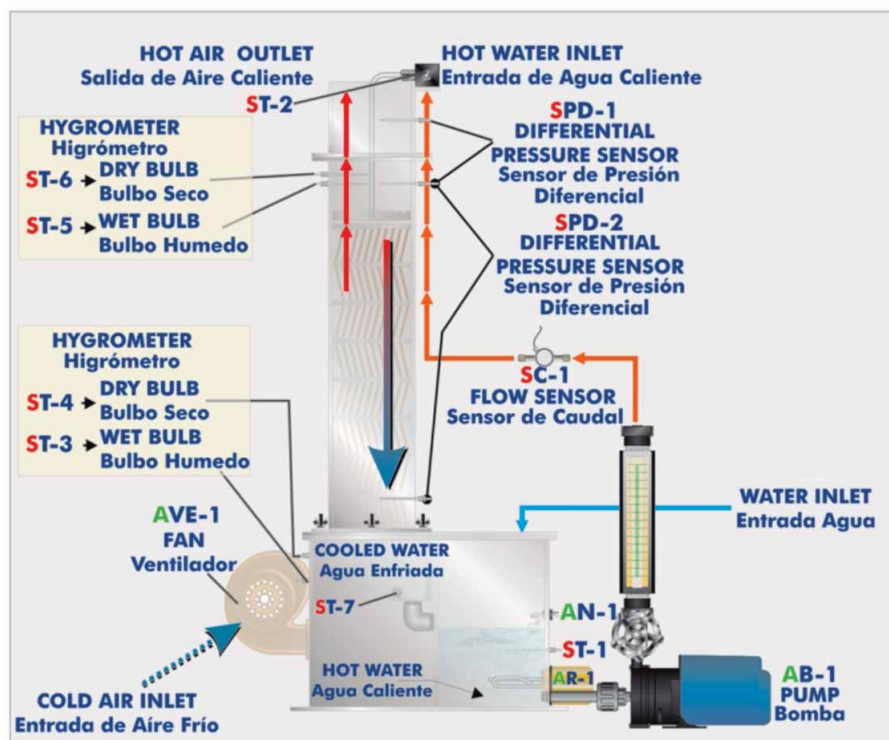 HOT AIR OUTLET
Salida de Aire Caliente
ST-2
HOT WATER INLET
Entrada de Agua Caliente
SPD-1
DIFFERENTIAL
PRESSURE SENSOR
Sensor de Presión
Diferencial
HYGROMETER
Higrómetro
ST-6 DRY BULB
Bulbo Seco
ST-5 WET BULB
Bulbo Humedo
SPD-2
DIFFERENTIAL
PRESSURE SENSOR
Sensor de Presión
Diferencial
HYGROMETER
Higrómetro
ST-4 DRY BULB
Bulbo Seco
ST-3 WET BULB
Bulbo Humedo
SC-1
FLOW SENSOR
Sensor de Caudal
AVE-1
FAN
Ventilador
WATER INLET
Entrada Agua
COOLED WATER
Agua Enfriada
ST-7
AN-1
ST-1
HOT WATER
Agua Caliente
AR-1
AB-1
PUMP
Bomba
COLD AIR INLET
Entrada de Aire Frío